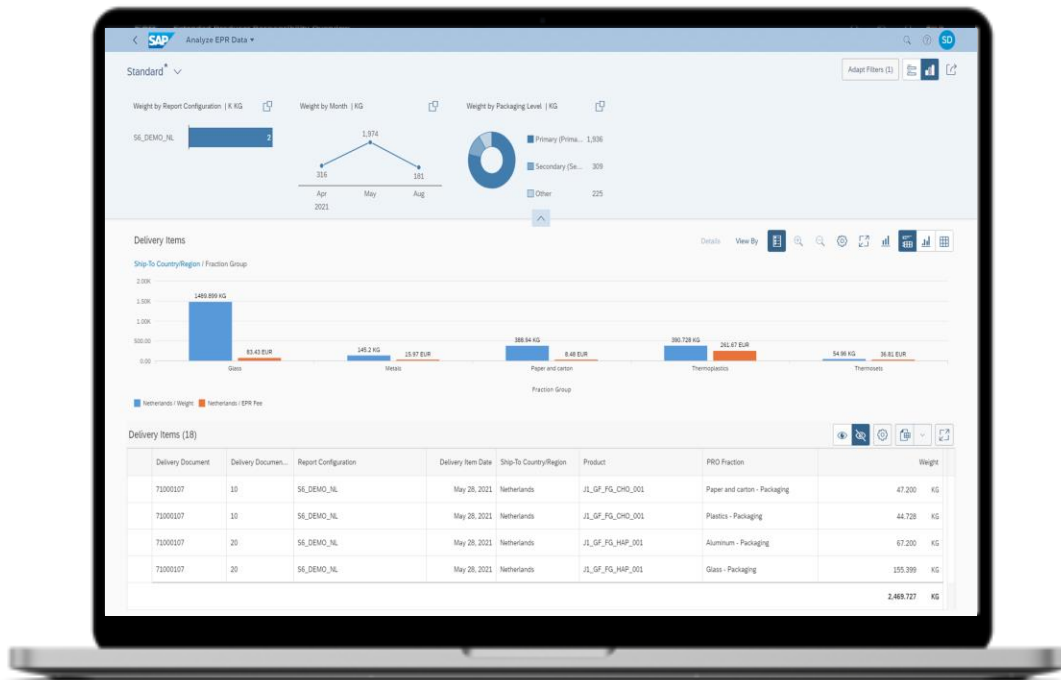 SAP Analyze EPR Data SD
Standard * Adapt Filters (1)
Weight by Report Configuration | K KG Weight by Month | KG Weight by Packaging Level | KG
S6_DEMO_NL 2
1,974
316 181
Apr May Aug
2021
Primary (Prima... 1,936
Secondary (Se... 309
Other 225
Delivery Items Details View By
Ship-To Country/Region / Fraction Group
2.00K
1.50K
1.00K
500.00
0.00
1489.899 KG 83.43 EUR 145.2 KG 15.97 EUR 8.48 EUR 261.67 EUR 54.96 KG 36.81 EUR
Glass Metals Paper and carton Thermoplastics Thermosets
Fraction Group
Netherlands / Weight Netherlands / EPR Fee
Delivery Items (18)
Delivery Document Delivery Documen... Report Configuration Delivery Item Date Ship-To Country/Region Product PRO Fraction Weight
71000107 10 S6_DEMO_NL May 28, 2021 Netherlands J1_GF_FG_CHO_001 Paper and carton - Packaging 47.200 KG
71000107 10 S6_DEMO_NL May 28, 2021 Netherlands J1_GF_FG_CHO_001 Plastics - Packaging 44.728 KG
71000107 20 S6_DEMO_NL May 28, 2021 Netherlands J1_GF_FG_HAP_001 Aluminum - Packaging 67.200 KG
71000107 20 S6_DEMO_NL May 28, 2021 Netherlands J1_GF_FG_HAP_001 Glass - Packaging 155.399 KG
2,469.727 KG